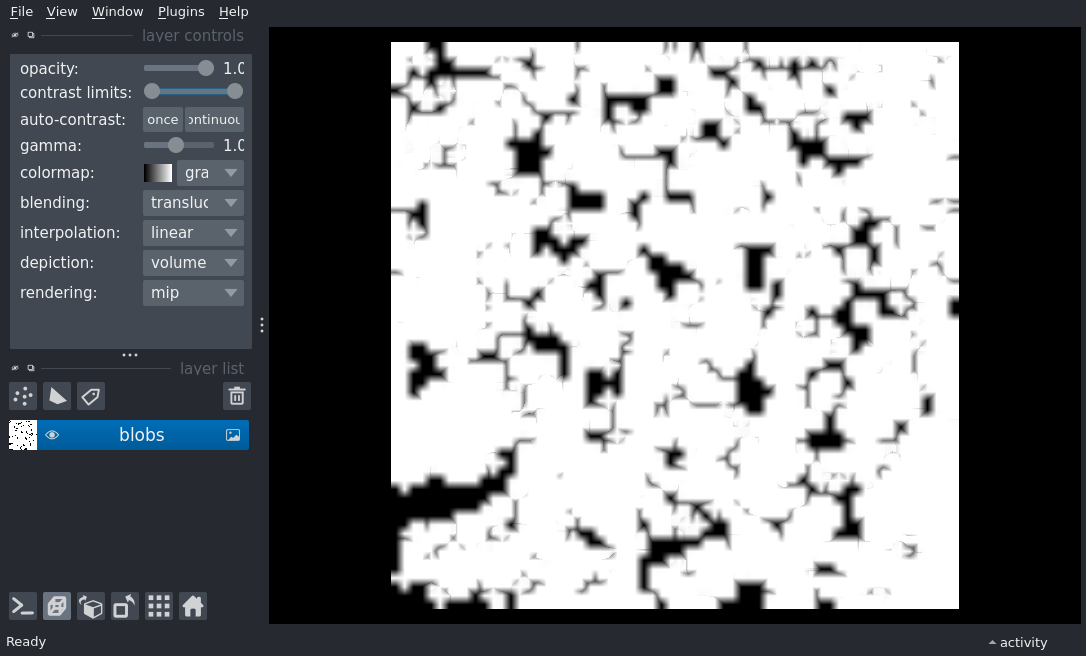 File View Window Plugins Help
layer controls
opacity: 1.0
contrast limits:
auto-contrast: once ontinuou
gamma: 1.0
colormap: gra
blending: transluc
interpolation: linear
depiction: volume
rendering: mip
layer list
blobs
Ready
activity